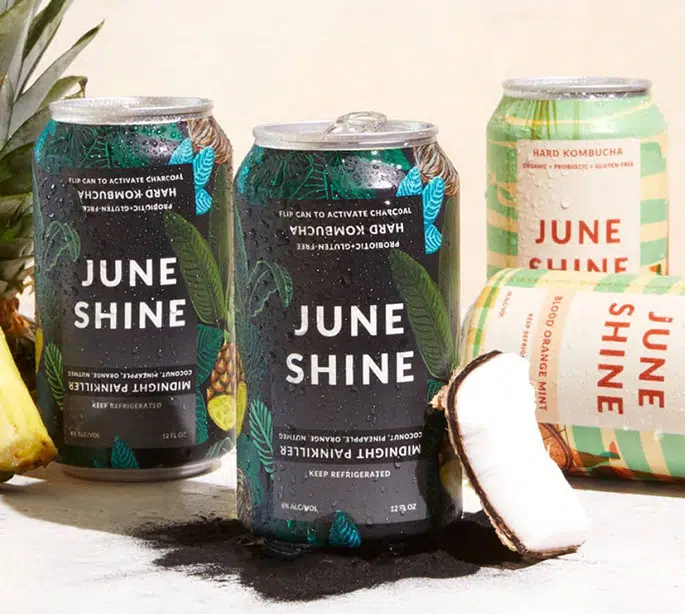 FLIP CAN TO ACTIVATE CHARCOAL
HARD KOMBUCHA
PROBIOTIC+GLUTEN-FREE
JUNE
SHINE
COCONUT, PINEAPPLE, ORANGE, NUTMEG
MIDNIGHT PAINKILLER
KEEP REFRIGERATED
6% ALC/VOL 12 FL OZ
FLIP CAN TO ACTIVATE CHARCOAL
HARD KOMBUCHA
PROBIOTIC+GLUTEN-FREE
JUNE
SHINE
COCONUT, PINEAPPLE, ORANGE, NUTMEG
MIDNIGHT PAINKILLER
KEEP REFRIGERATED
6% ALC/VOL 12 FL OZ
HARD KOMBUCHA
ORGANIC • PROBIOTIC • GLUTEN-FREE
JUNE
SHINE
JUNE
SHINE
BLOOD ORANGE MINT
KEEP